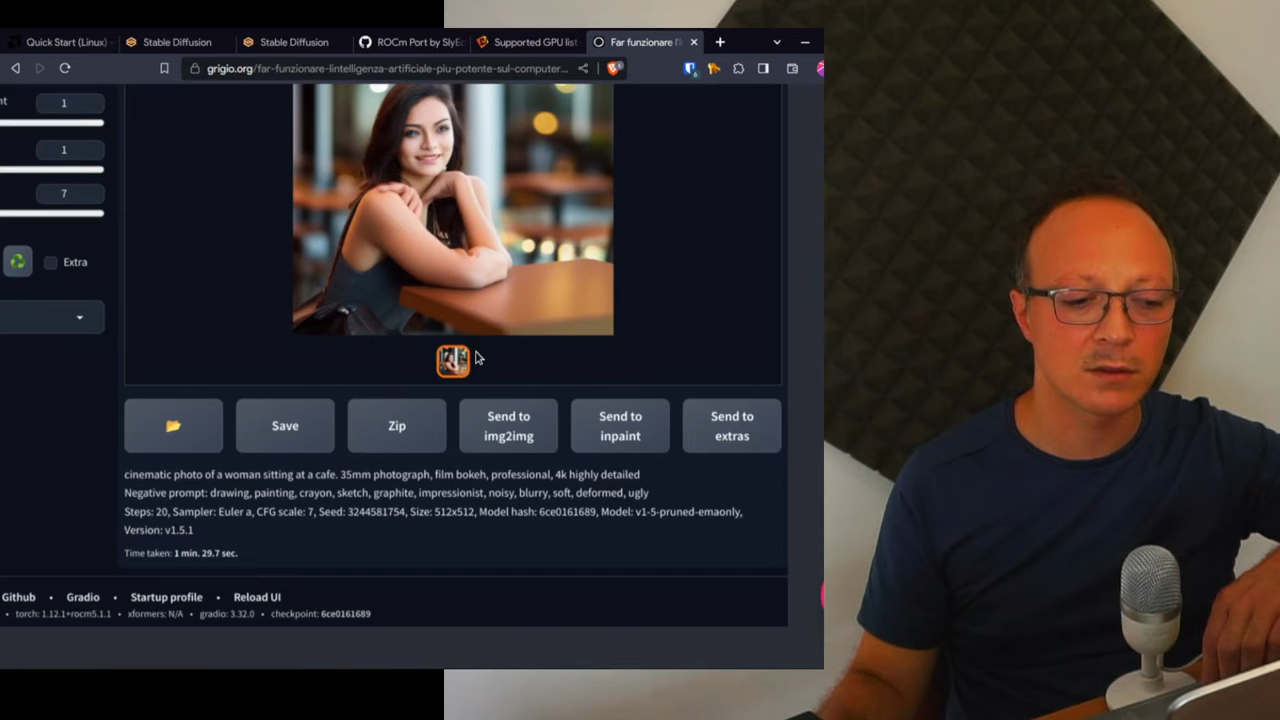 Quick Start (Linux)
Stable Diffusion
Stable Diffusion
ROCm Port by SlyEc
Supported GPU list
Far funzionare l'i
grigio.org/far-funzionare-lintelligenza-artificiale-piu-potente-sul-computer...
1
1
7
Extra
Save
Zip
Send to
img2img
Send to
inpaint
Send to
extras
cinematic photo of a woman sitting at a cafe. 35mm photograph, film bokeh, professional, 4k highly detailed
Negative prompt: drawing, painting, crayon, sketch, graphite, impressionist, noisy, blurry, soft, deformed, ugly
Steps: 20, Sampler: Euler a, CFG scale: 7, Seed: 3244581754, Size: 512x512, Model hash: 6ce0161689, Model: v1-5-pruned-emaonly,
Version: v1.5.1
Time taken: 1 min. 29.7 sec.
Github • Gradio • Startup profile • Reload UI
• torch: 1.12.1+rocm5.1.1 • xformers: N/A • gradio: 3.32.0 • checkpoint: 6ce0161689